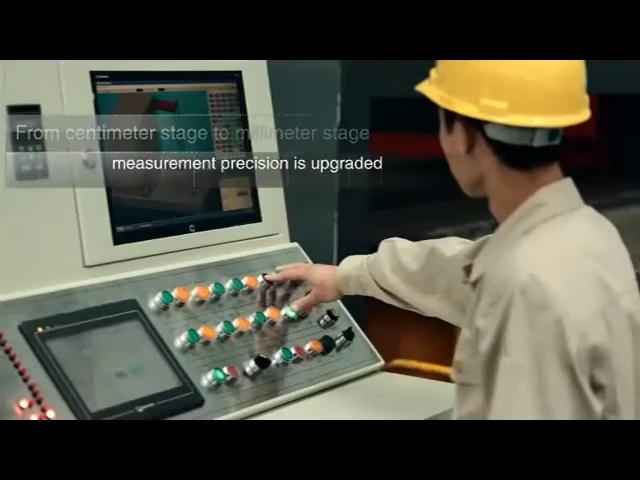 From centimeter stage to millimeter stage
measurement precision is upgraded